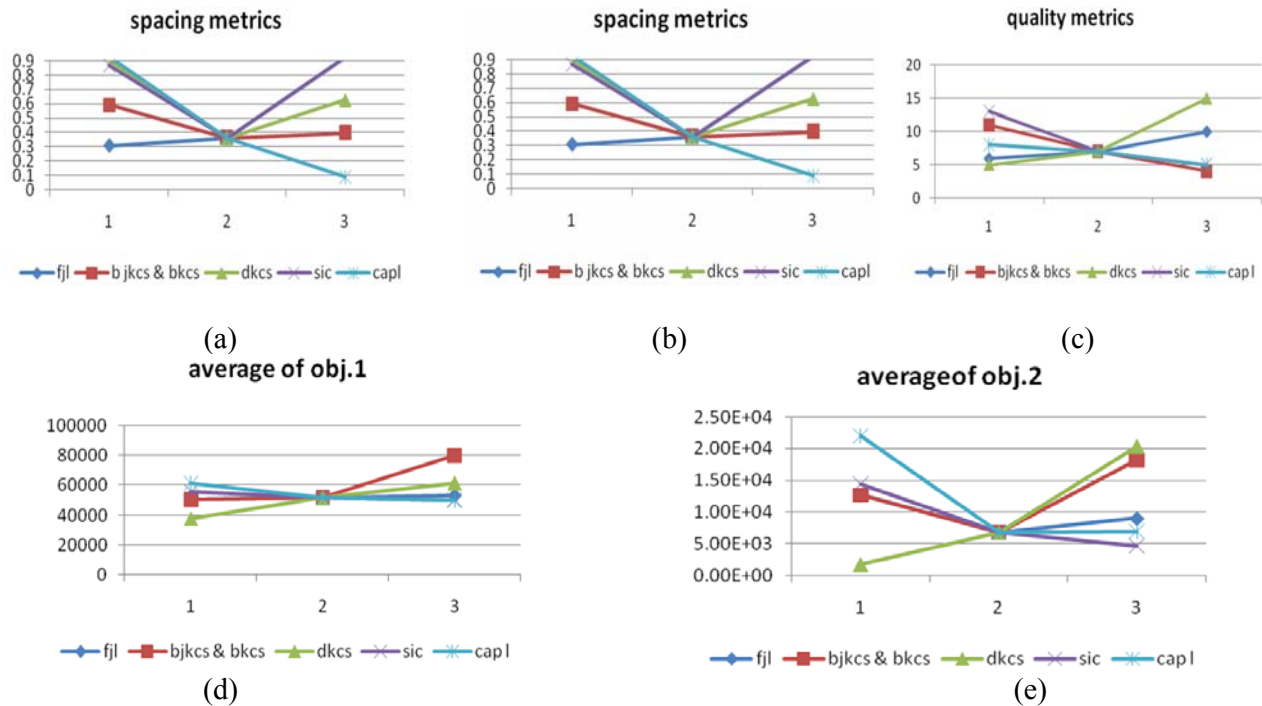 spacing metrics
0.9
0.8
0.7
0.6
0.5
0.4
0.3
0.2
0.1
0
1 2 3
fjl b jkcs & bkcs dkcs sic capl
(a)
spacing metrics
0.9
0.8
0.7
0.6
0.5
0.4
0.3
0.2
0.1
0
1 2 3
fjl b jkcs & bkcs dkcs sic capl
(b)
quality metrics
20
15
10
5
0
1 2 3
fjl bjkcs & bkcs dkcs sic cap l
(c)
average of obj.1
100000
80000
60000
40000
20000
0
1 2 3
fjl bjkcs & bkcs dkcs sic cap l
(d)
averageof obj.2
2.50E+04
2.00E+04
1.50E+04
1.00E+04
5.00E+03
0.00E+00
1 2 3
fjl bjkcs & bkcs dkcs sic cap l
(e)